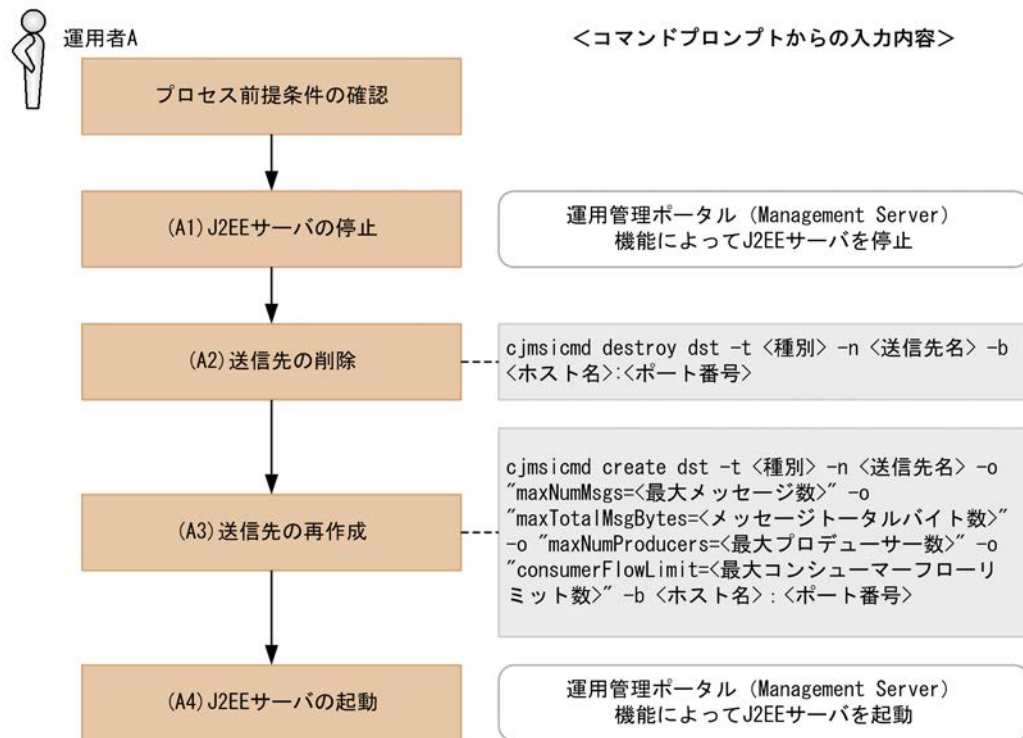 運用者A
<コマンドプロンプトからの入力内容>
プロセス前提条件の確認
(A1)J2EEサーバの停止
運用管理ポータル (Management Server)
機能によってJ2EEサーバを停止
(A2)送信先の削除
cjmsicmd destroy dst -t <種別> -n <送信先名> -b
<ホスト名>:<ポート番号>
(A3)送信先の再作成
cjmsicmd create dst -t <種別> -n <送信先名> -o
"maxNumMsgs=<最大メッセージ数>" -o
"maxTotalMsgBytes=<メッセージトータルバイト数>"
-o "maxNumProducers=<最大プロデューサー数>" -o
"consumerFlowLimit=<最大コンシューマーフローリ
ミット数>" -b <ホスト名> : <ポート番号>
(A4)J2EEサーバの起動
運用管理ポータル (Management Server)
機能によってJ2EEサーバを起動